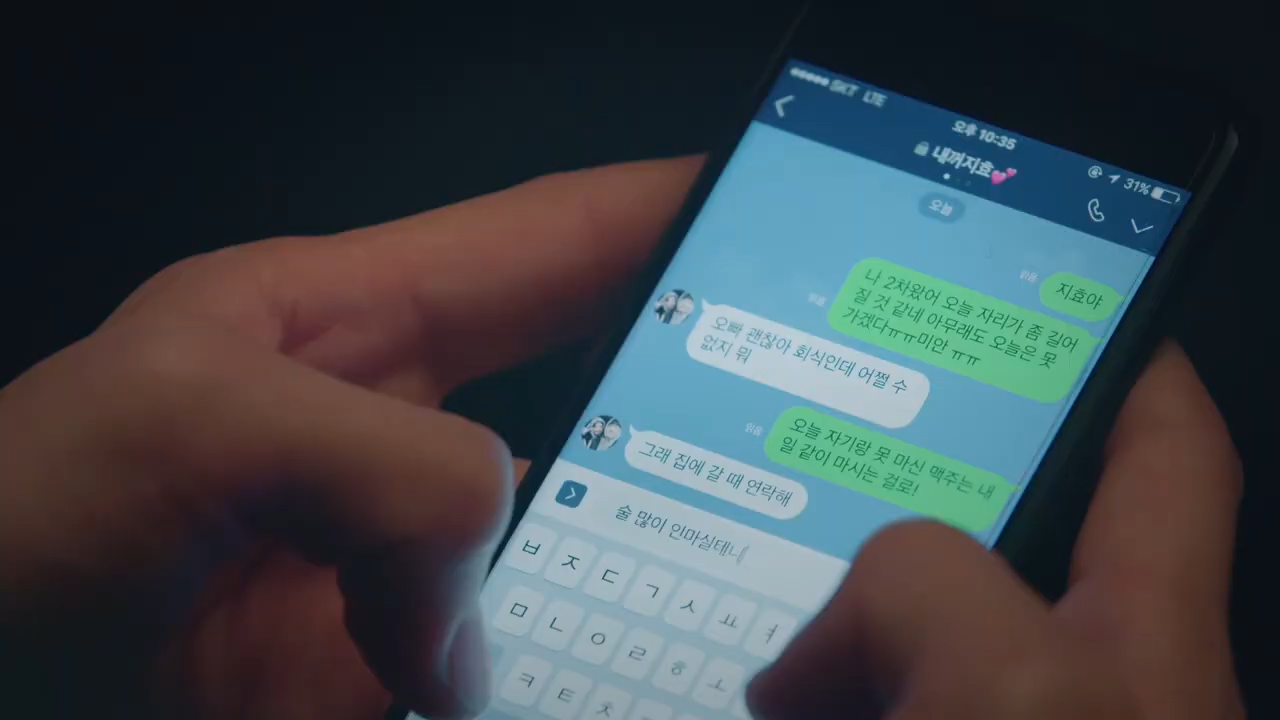 SKT LTE
오후 10:35
31%
내꺼지효💕
오늘
지효야
읽음
나 2차왔어 오늘 자리가 좀 길어
질 것 같네 아무래도 오늘은 못
가겠다ㅠㅠ미안 ㅠㅠ
읽음
오빠 괜찮아 회식인데 어쩔 수
없지 뭐
오늘 자기랑 못 마신 맥주는 내
일 같이 마시는 걸로!
읽음
그래 집에 갈 때 연락해
술 많이 인마실테니
ㅂ ㅈ ㄷ ㄱ ㅅ ㅛ ㅕ
ㅁ ㄴ ㅇ ㄹ ㅎ ㅗ
ㅋ ㅌ ㅊ